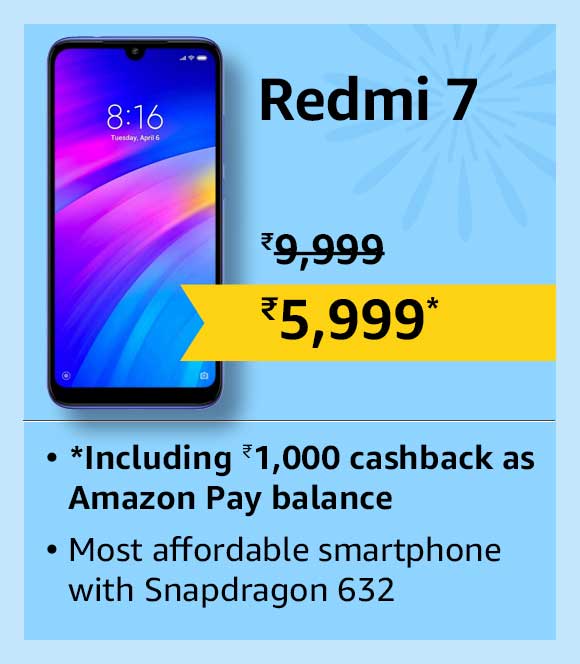 8:16
Tuesday, April 6
Redmi 7
₹9,999
₹5,999*
• *Including ₹1,000 cashback as
Amazon Pay balance
• Most affordable smartphone
with Snapdragon 632